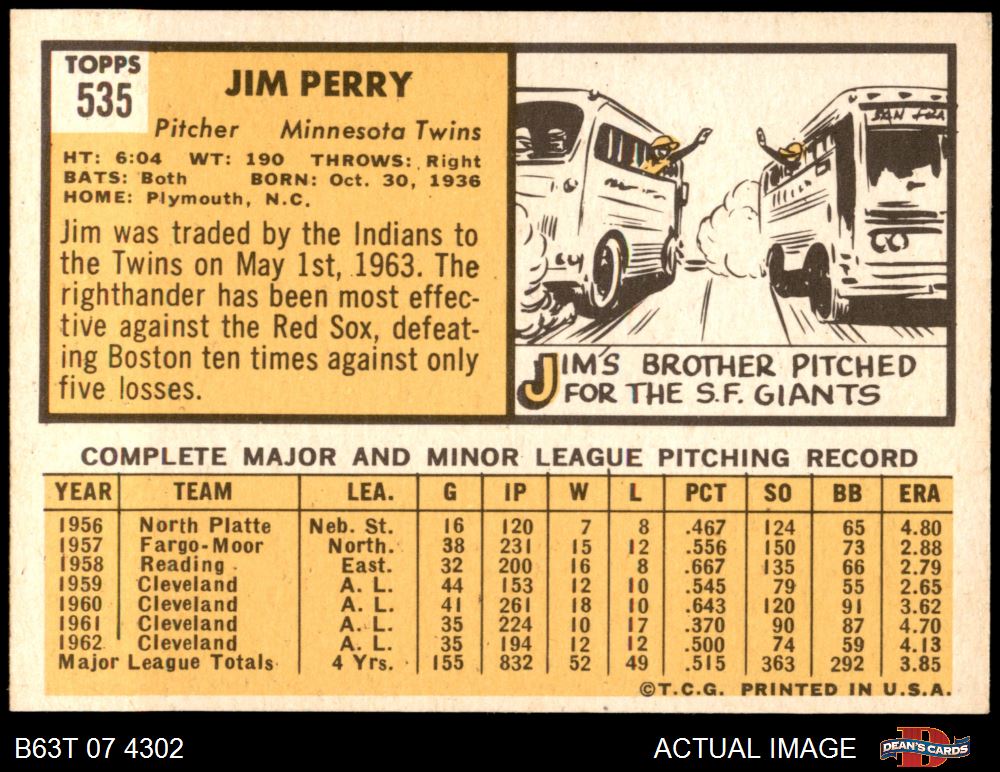 TOPPS
535
JIM PERRY
Pitcher Minnesota Twins
HT: 6:04 WT: 190 THROWS: Right
BATS: Both BORN: Oct. 30, 1936
HOME: Plymouth, N.C.
Jim was traded by the Indians to
the Twins on May 1st, 1963. The
righthander has been most effec-
tive against the Red Sox, defeat-
ing Boston ten times against only
five losses.
JIM'S BROTHER PITCHED
FOR THE S.F. GIANTS
COMPLETE MAJOR AND MINOR LEAGUE PITCHING RECORD
YEAR TEAM LEA. G IP W L PCT SO BB ERA
1956 North Platte Neb. St. 16 120 7 8 .467 124 65 4.80
1957 Fargo-Moor North. 38 231 15 12 .556 150 73 2.88
1958 Reading East. 32 200 16 8 .667 135 66 2.79
1959 Cleveland A. L. 44 153 12 10 .545 79 55 2.65
1960 Cleveland A. L. 41 261 18 10 .643 120 91 3.62
1961 Cleveland A. L. 35 224 10 17 .370 90 87 4.70
1962 Cleveland A. L. 35 194 12 12 .500 74 59 4.13
Major League Totals 4 Yrs. 155 832 52 49 .515 363 292 3.85
©T.C.G. PRINTED IN U.S.A.
B63T 07 4302
ACTUAL IMAGE
D
DEAN'S CARDS